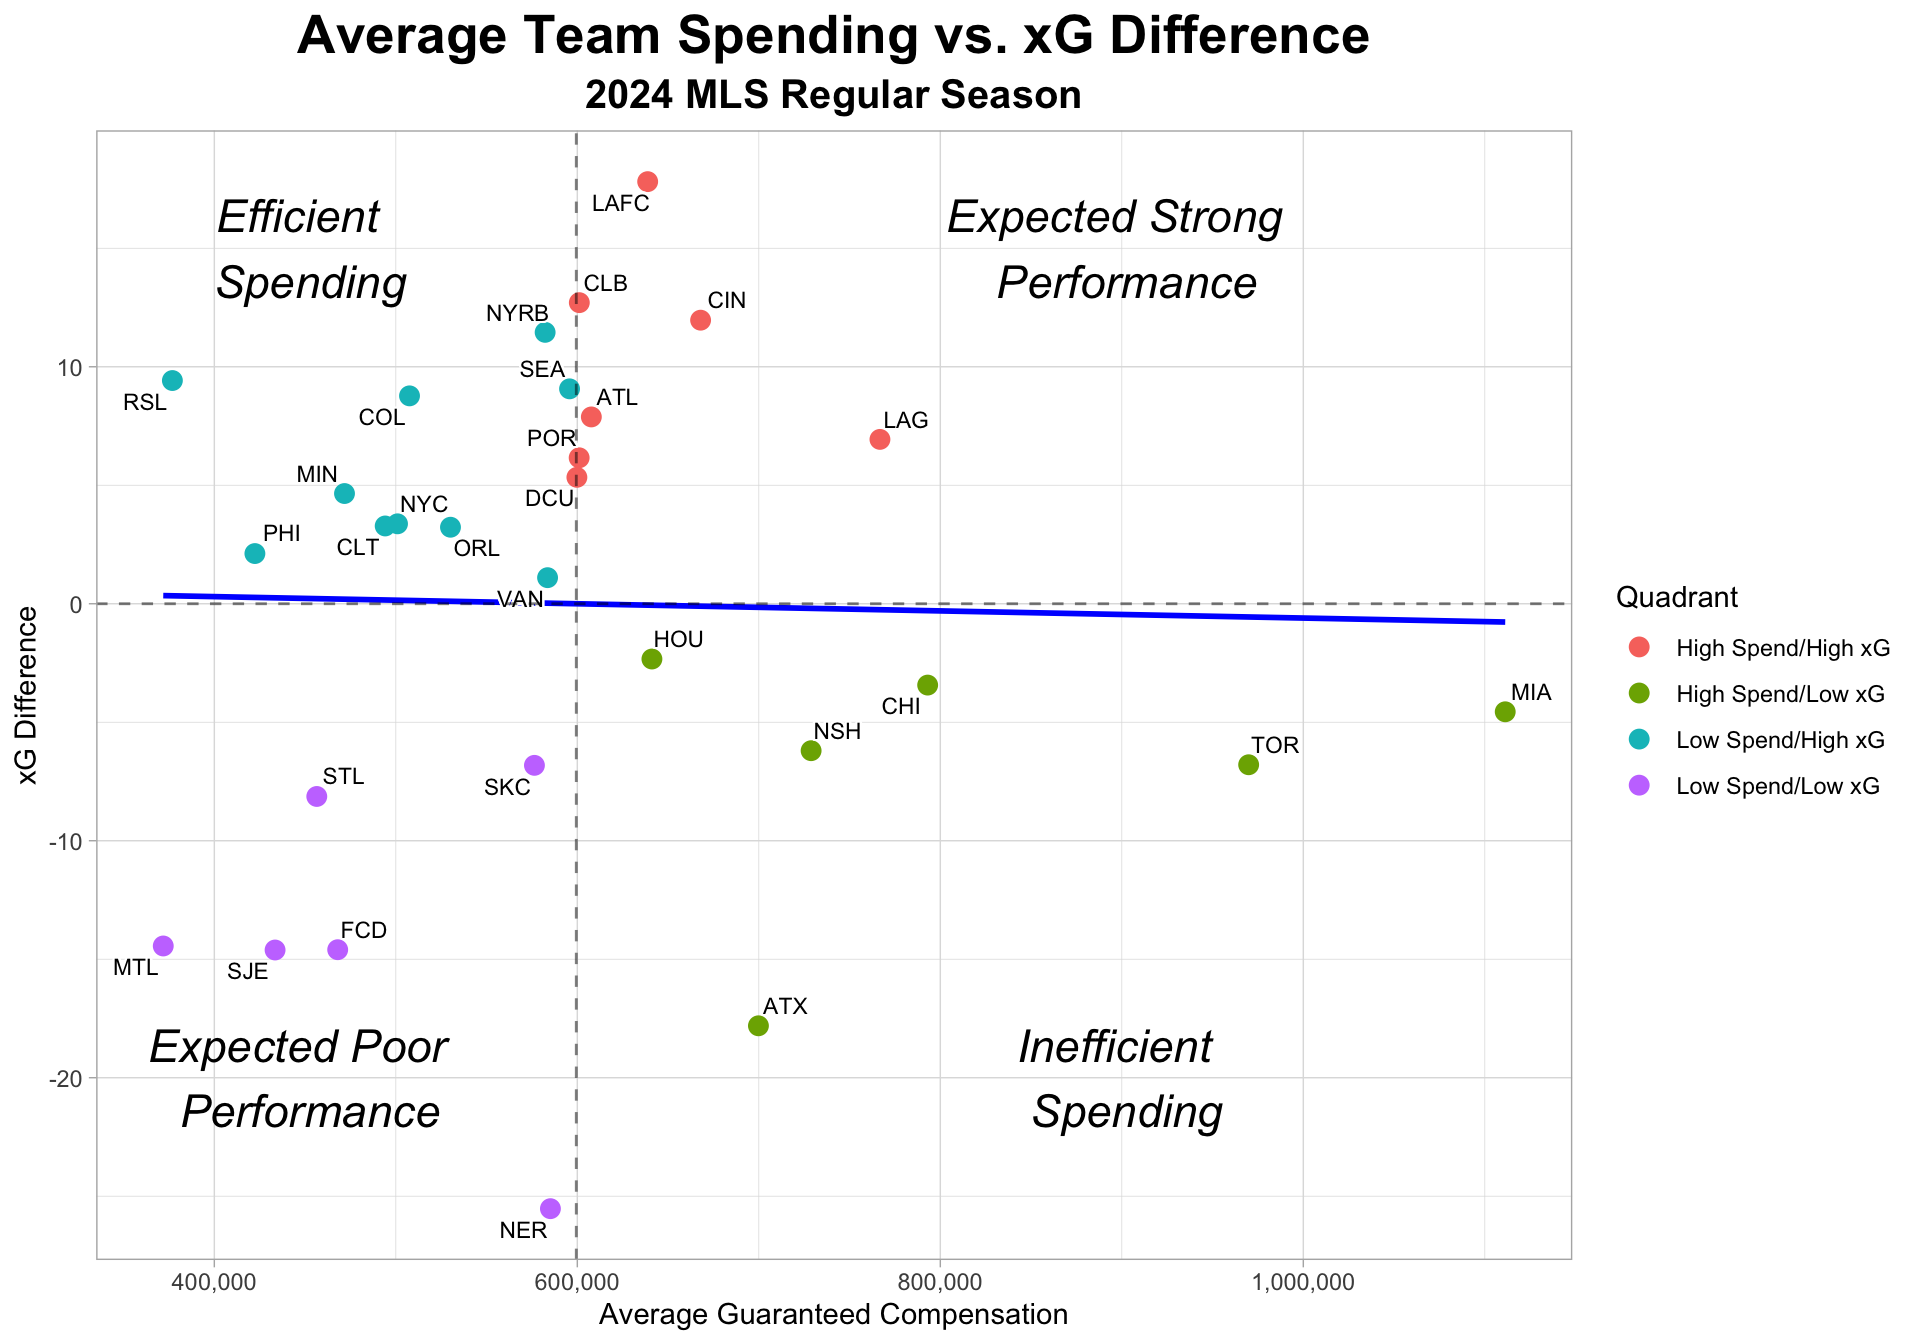 Average Team Spending vs. xG Difference
2024 MLS Regular Season
Efficient
Spending
Expected Strong
Performance
LAFC
CLB
CIN
NYRB
SEA
RSL
COL
ATL
LAG
POR
MIN
DCU
NYC
PHI
CLT
ORL
VAN
HOU
CHI
MIA
NSH
TOR
STL
SKC
FCD
MTL
SJE
ATX
NER
Expected Poor
Performance
Inefficient
Spending
10
0
-10
-20
xG Difference
400,000
600,000
800,000
1,000,000
Average Guaranteed Compensation
Quadrant
High Spend/High xG
High Spend/Low xG
Low Spend/High xG
Low Spend/Low xG